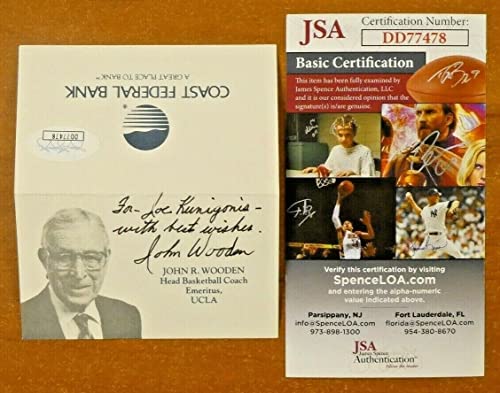 COAST FEDERAL BANK
A GREAT PLACE TO BANK™
DD77478
For Joe Kunigonis -
with best wishes.
John Wooden
JOHN R. WOODEN
Head Basketball Coach
Emeritus,
UCLA
JSA
Certification Number:
DD77478
Basic Certification
This item has been fully examined by
James Spence Authentication, LLC,
and it is our considered opinion that the
signature(s) is/are genuine.
Verify this certification by visiting
SpenceLOA.com
and entering the alpha-numeric
value indicated above.
Parsippany, NJ
info@SpenceLOA.com
973-898-1300
Fort Lauderdale, FL
florida@SpenceLOA.com
954-380-8670
JSA
James Spence
Authentication